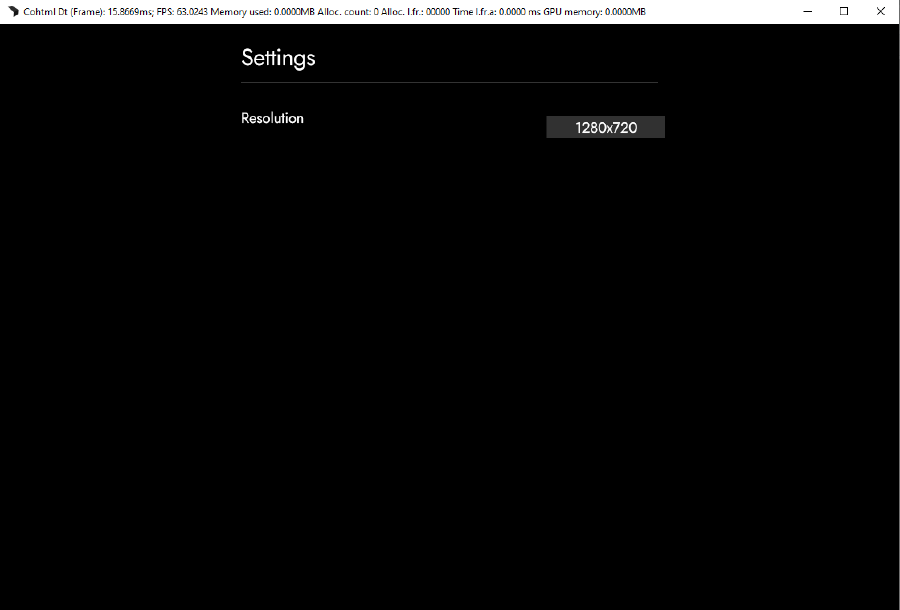 Cohtml Dt (Frame): 15.8669ms; FPS: 63.0243 Memory used: 0.0000MB Alloc. count: 0 Alloc. l.fr.: 00000 Time l.fr.a: 0.0000 ms GPU memory: 0.0000MB
Settings
Resolution
1280x720